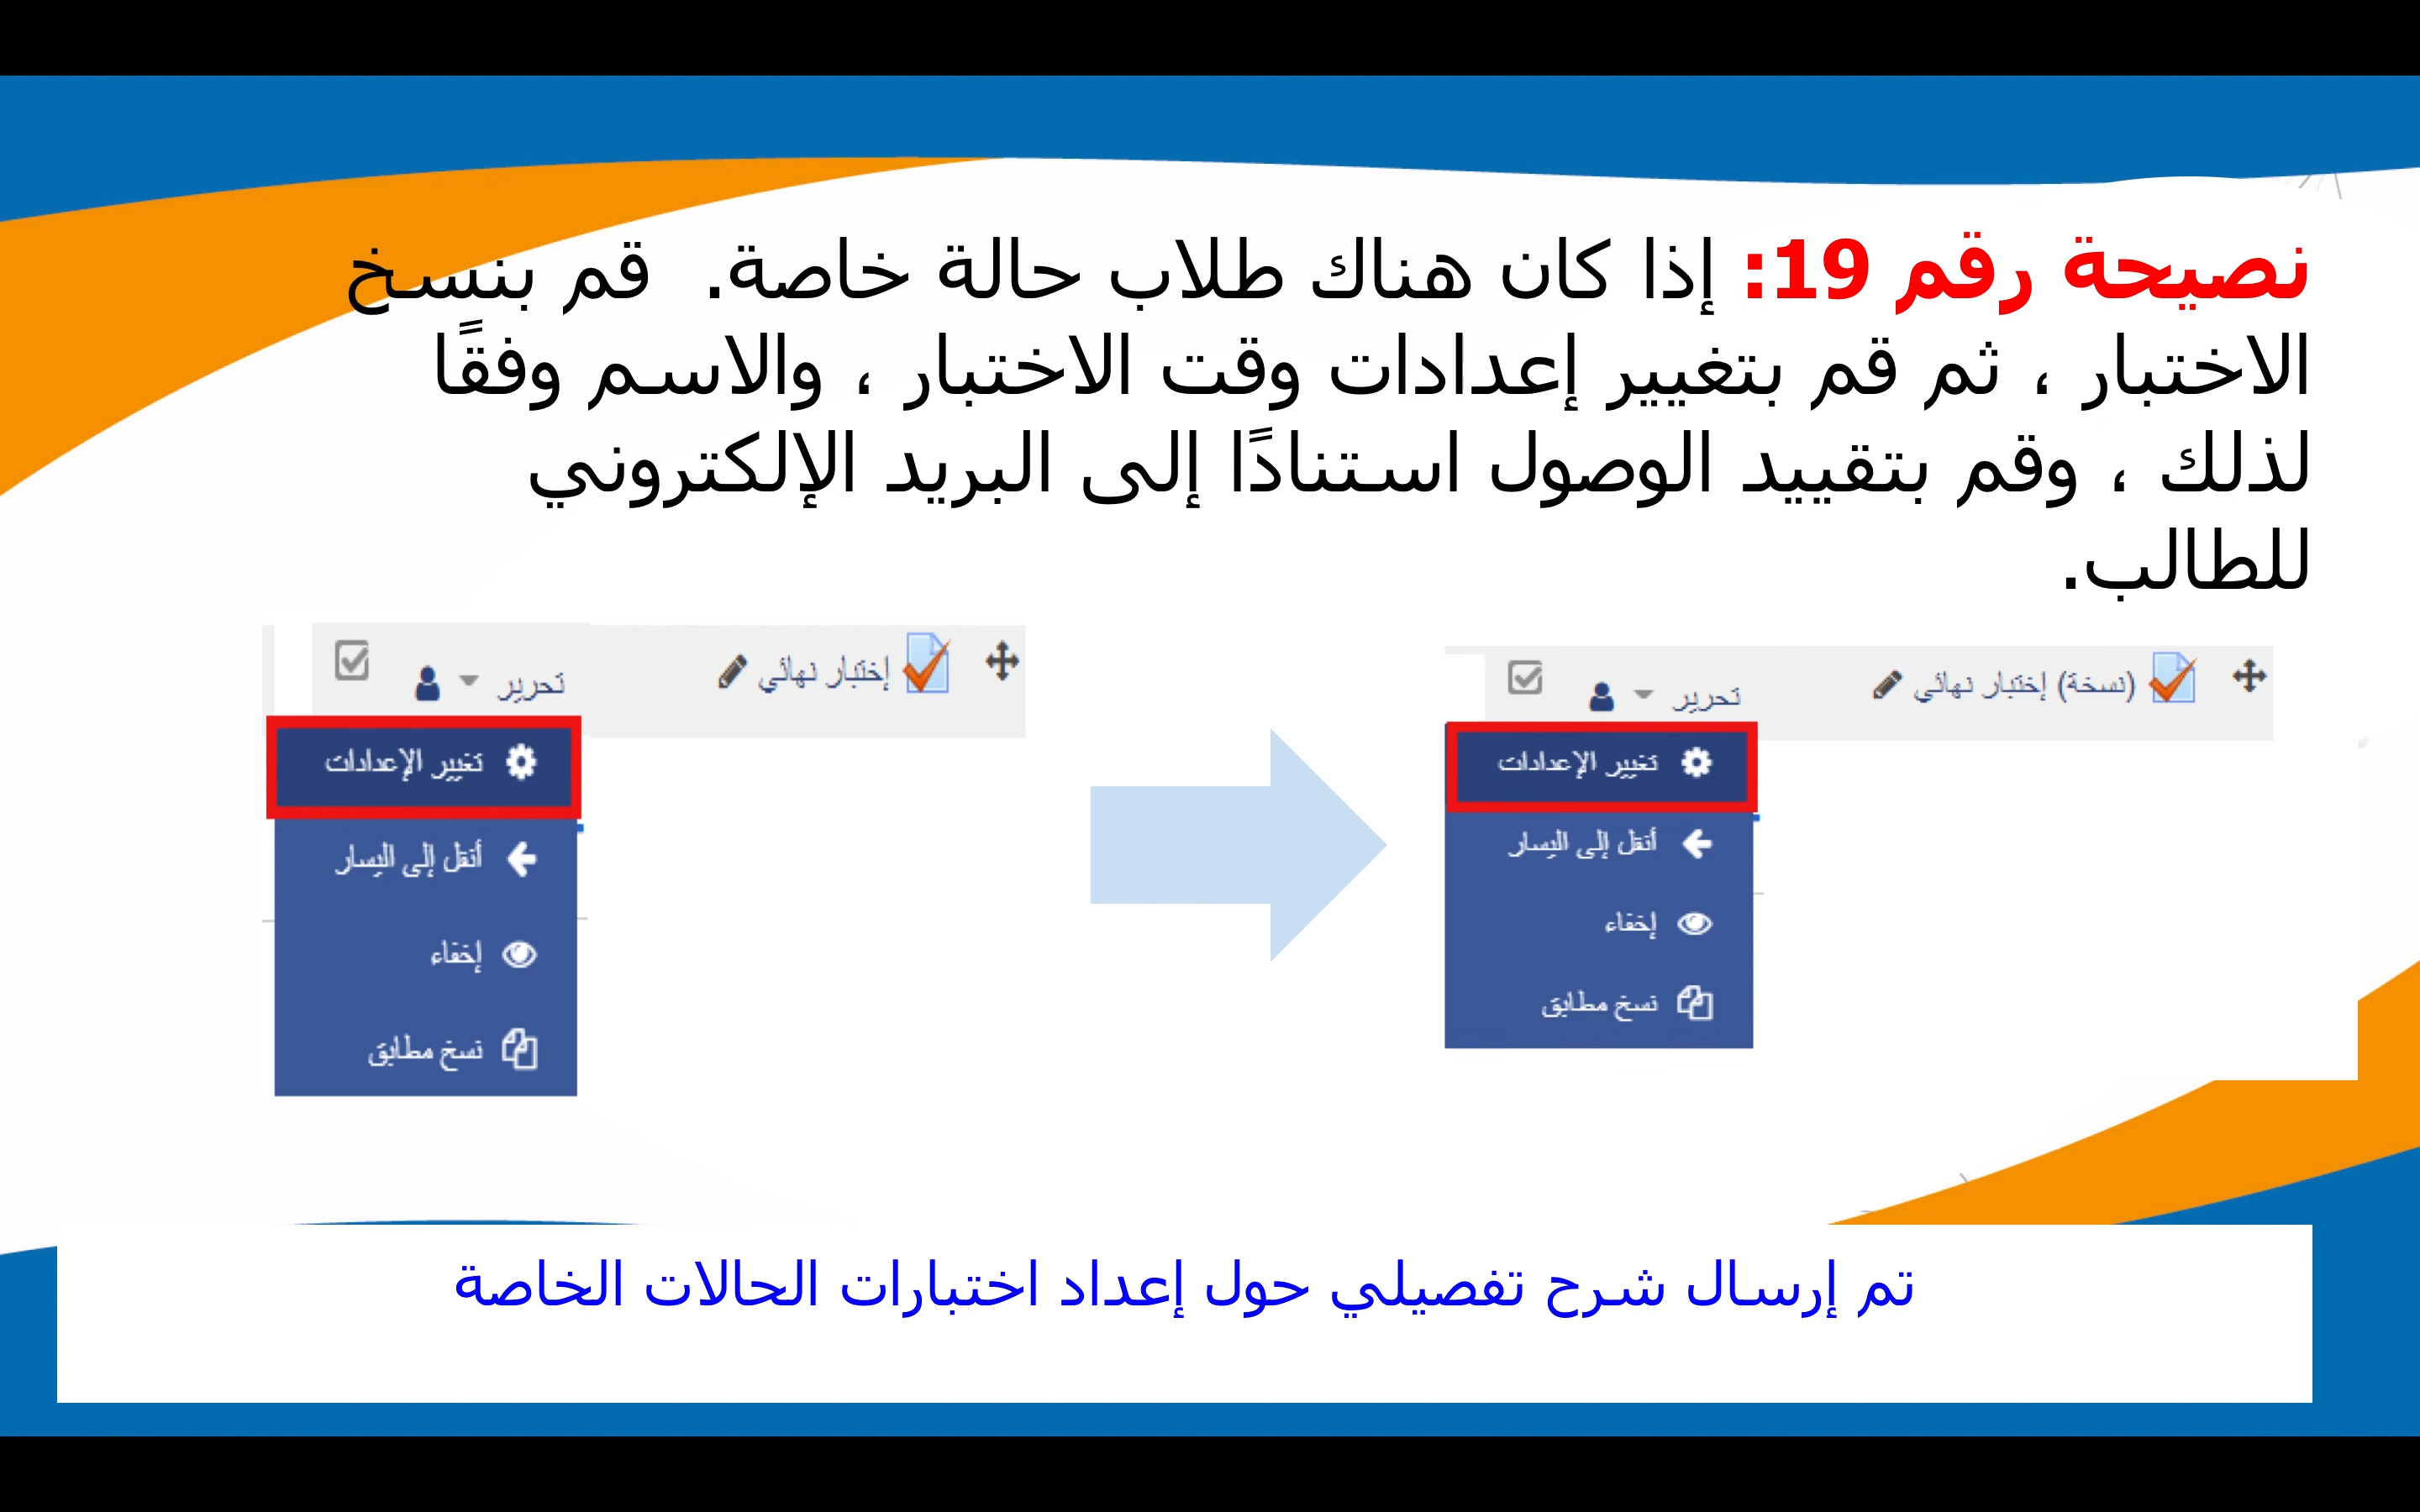 نصيحة رقم 19: إذا كان هناك طلاب حالة خاصة. قم بنسخ
الاختبار ، ثم قم بتغيير إعدادات وقت الاختبار ، والاسم وفقًا
لذلك ، وقم بتقييد الوصول استنادًا إلى البريد الإلكتروني
للطالب.
(نسخة) إختبار نهائي
تحرير
تغيير الإعدادات
أنقل إلى اليسار
إخفاء
نسخ مطابق
إختبار نهائي
تحرير
تغيير الإعدادات
أنقل إلى اليسار
إخفاء
نسخ مطابق
تم إرسال شرح تفصيلي حول إعداد اختبارات الحالات الخاصة